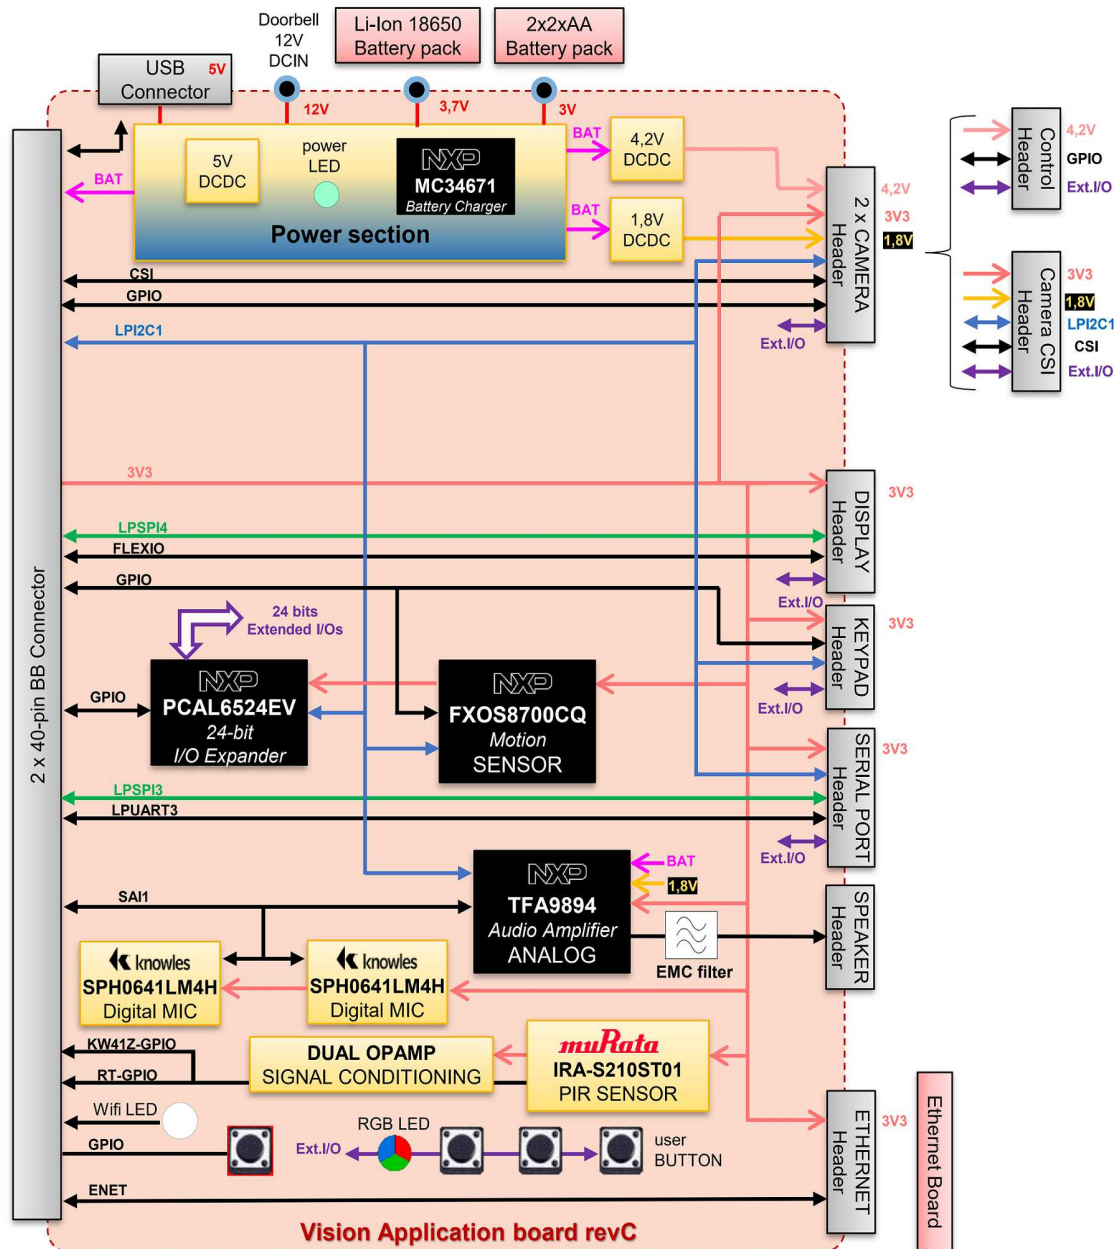 Doorbell
12V
DCIN
Li-Ion 18650
Battery pack
2x2xAA
Battery pack
USB 5V
Connector
12V
3,7V
3V
5V
DCDC
power
LED
NXP
MC34671
Battery Charger
Power section
BAT
BAT
4,2V
DCDC
BAT
1,8V
DCDC
2 x CAMERA
Header
4,2V
3V3
1,8V
Control
Header
4,2V
GPIO
Ext.I/O
Camera CSI
Header
3V3
1,8V
LPI2C1
CSI
Ext.I/O
CSI
GPIO
LPI2C1
Ext.I/O
2 x 40-pin BB Connector
3V3
LPSPI4
FLEXIO
GPIO
DISPLAY
Header
3V3
Ext.I/O
24 bits
Extended I/Os
KEYPAD
Header
3V3
Ext.I/O
GPIO
NXP
PCAL6524EV
24-bit
I/O Expander
NXP
FXOS8700CQ
Motion
SENSOR
SERIAL PORT
Header
3V3
Ext.I/O
LPSPI3
LPUART3
NXP
TFA9894
Audio Amplifier
ANALOG
BAT
1,8V
EMC filter
SPEAKER
Header
SAI1
knowles
SPH0641LM4H
Digital MIC
knowles
SPH0641LM4H
Digital MIC
KW41Z-GPIO
RT-GPIO
DUAL OPAMP
SIGNAL CONDITIONING
muRata
IRA-S210ST01
PIR SENSOR
Wifi LED
GPIO
RGB LED
Ext.I/O
user
BUTTON
ENET
ETHERNET
Header
3V3
Ethernet Board
Vision Application board revC